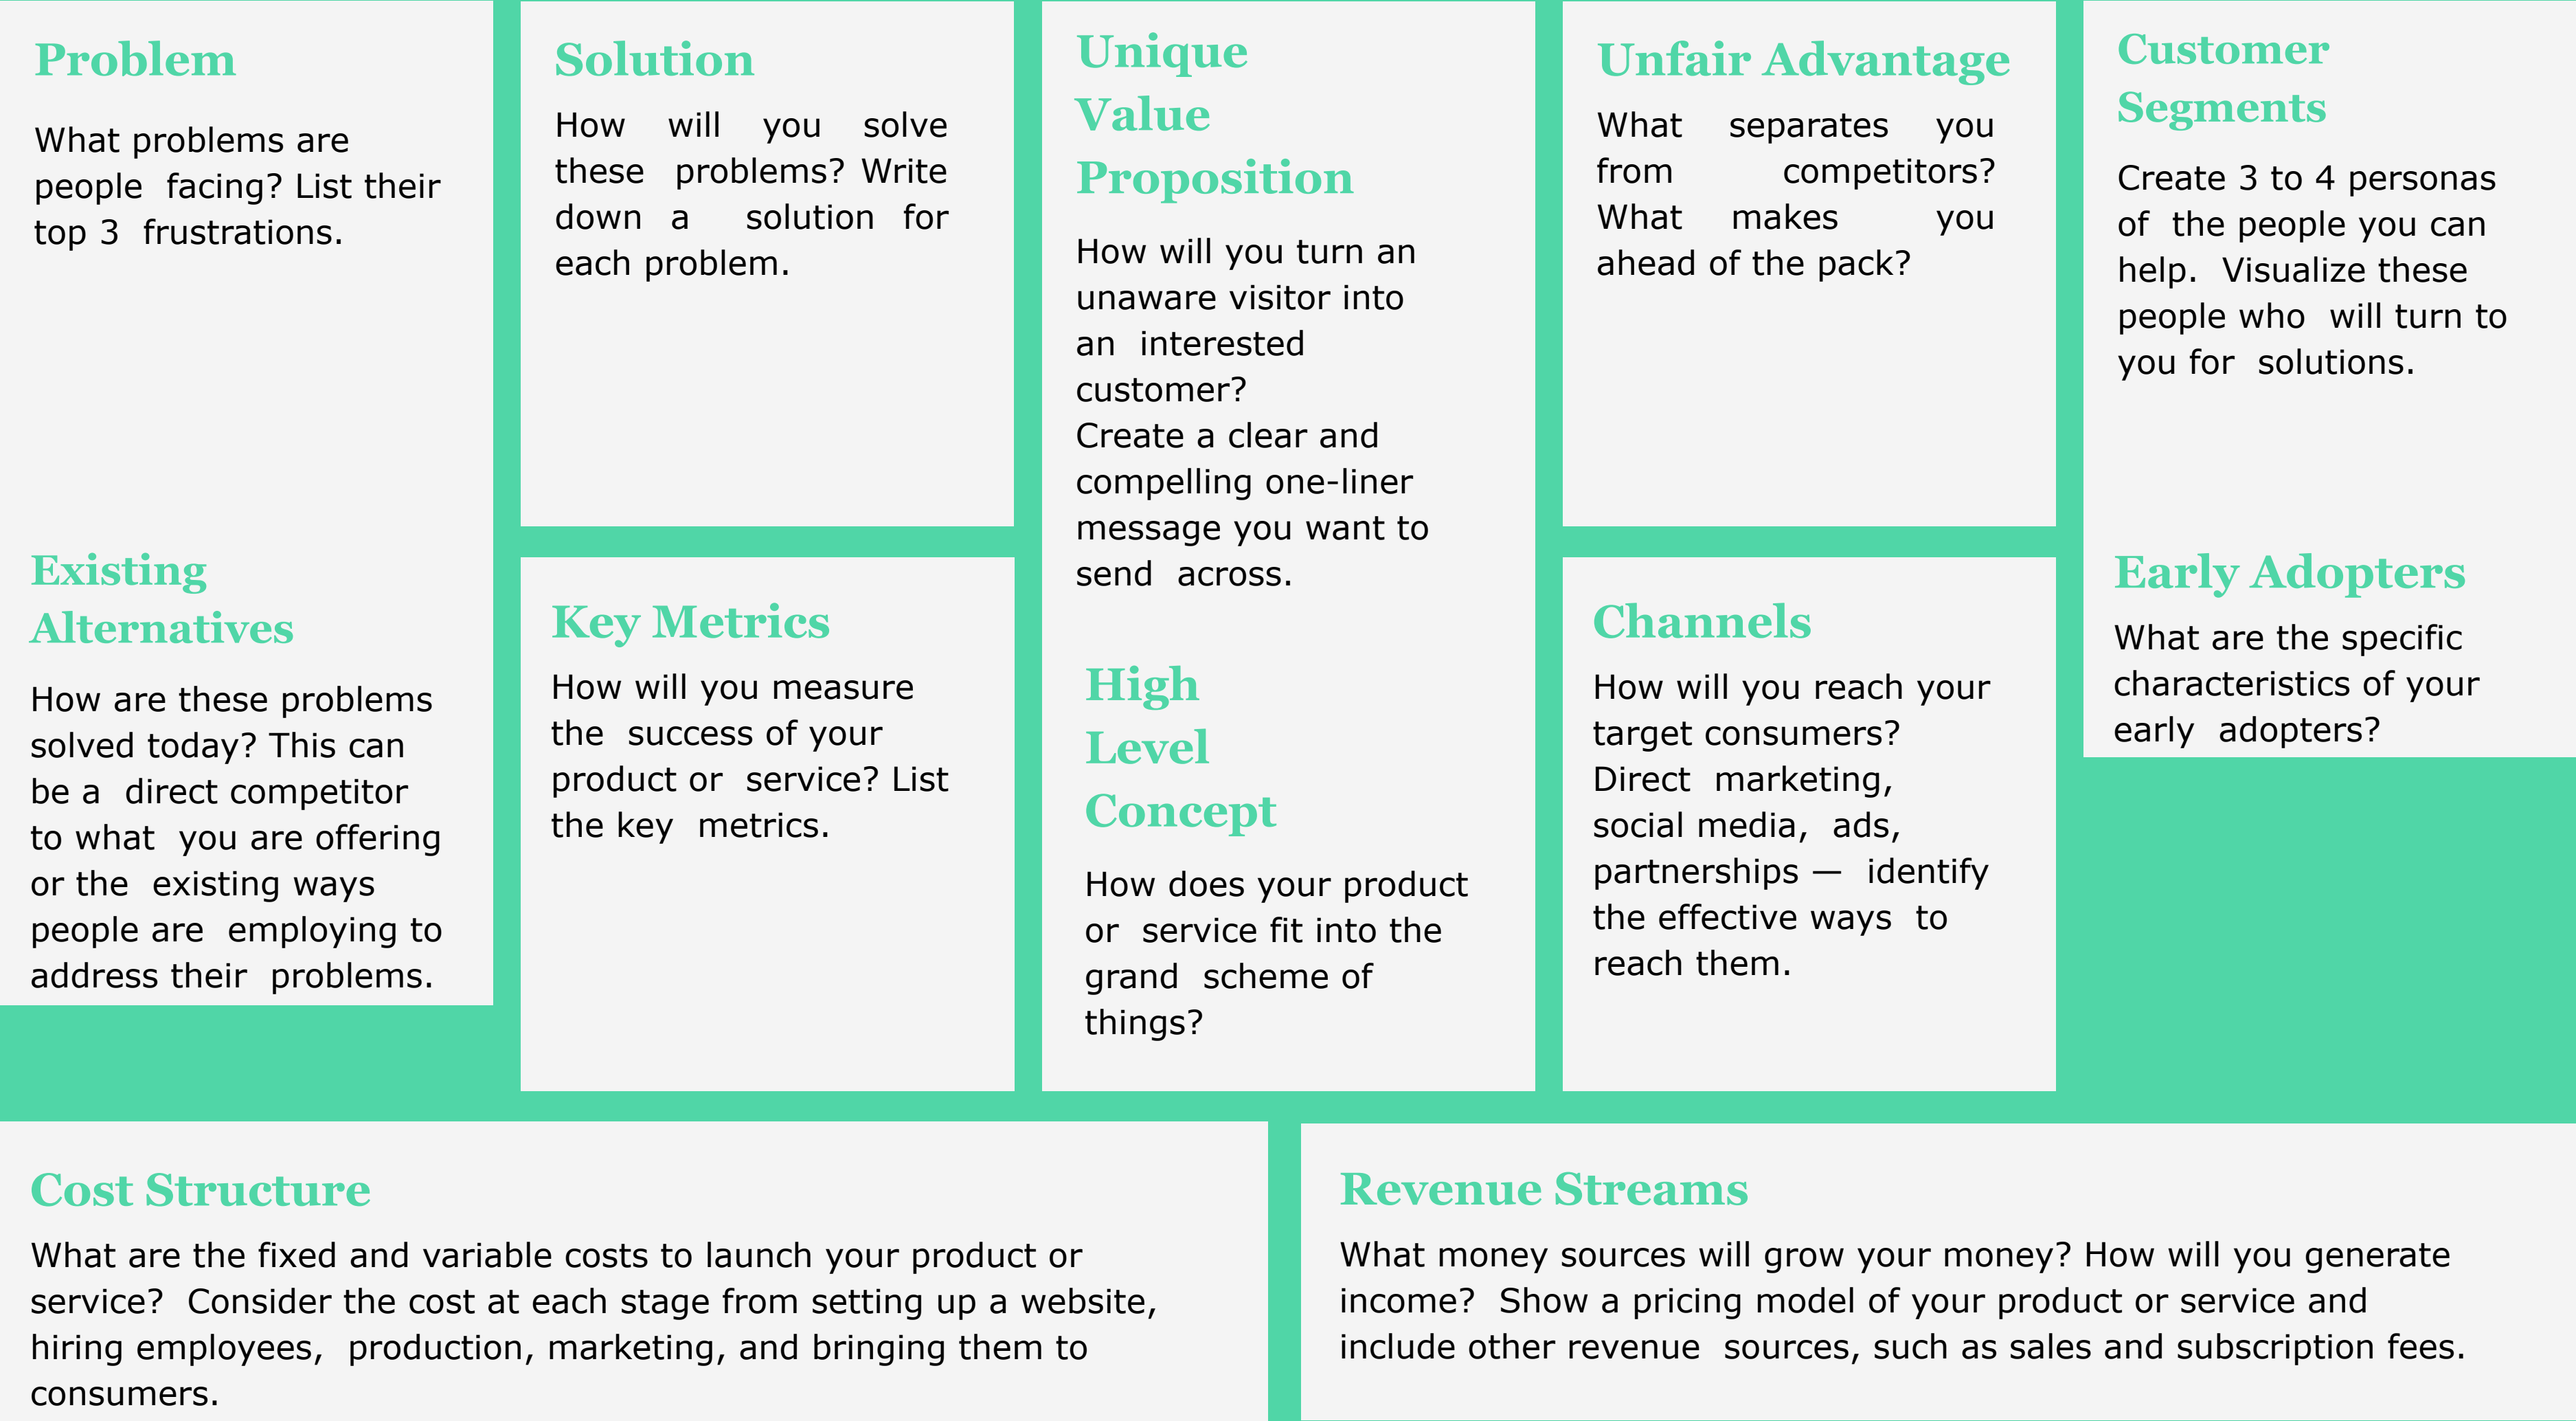 Problem
What problems are
people facing? List their
top 3 frustrations.
Existing
Alternatives
How are these problems
solved today? This can
be a direct competitor
to what you are offering
or the existing ways
people are employing to
address their problems.
Solution
How will you solve
these problems? Write
down a solution for
each problem.
Key Metrics
How will you measure
the success of your
product or service? List
the key metrics.
Unique
Value
Proposition
How will you turn an
unaware visitor into
an interested
customer?
Create a clear and
compelling one-liner
message you want to
send across.
High
Level
Concept
How does your product
or service fit into the
grand scheme of
things?
Unfair Advantage
What separates you
from competitors?
What makes you
ahead of the pack?
Channels
How will you reach your
target consumers?
Direct marketing,
social media, ads,
partnerships — identify
the effective ways to
reach them.
Customer
Segments
Create 3 to 4 personas
of the people you can
help. Visualize these
people who will turn to
you for solutions.
Early Adopters
What are the specific
characteristics of your
early adopters?
Cost Structure
What are the fixed and variable costs to launch your product or
service? Consider the cost at each stage from setting up a website,
hiring employees, production, marketing, and bringing them to
consumers.
Revenue Streams
What money sources will grow your money? How will you generate
income? Show a pricing model of your product or service and
include other revenue sources, such as sales and subscription fees.